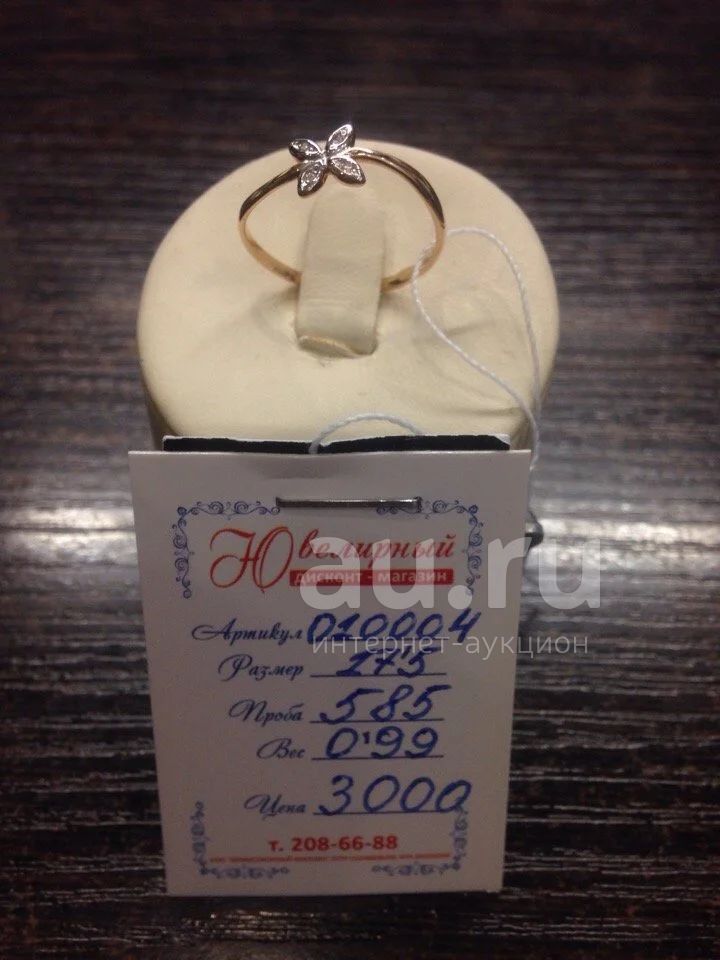 Ювелирный
дисконт - магазин
au.ru
интернет-аукцион
Артикул 010004
Размер 17'5
Проба 585
Вес 0'99
Цена 3000
т. 208-66-88